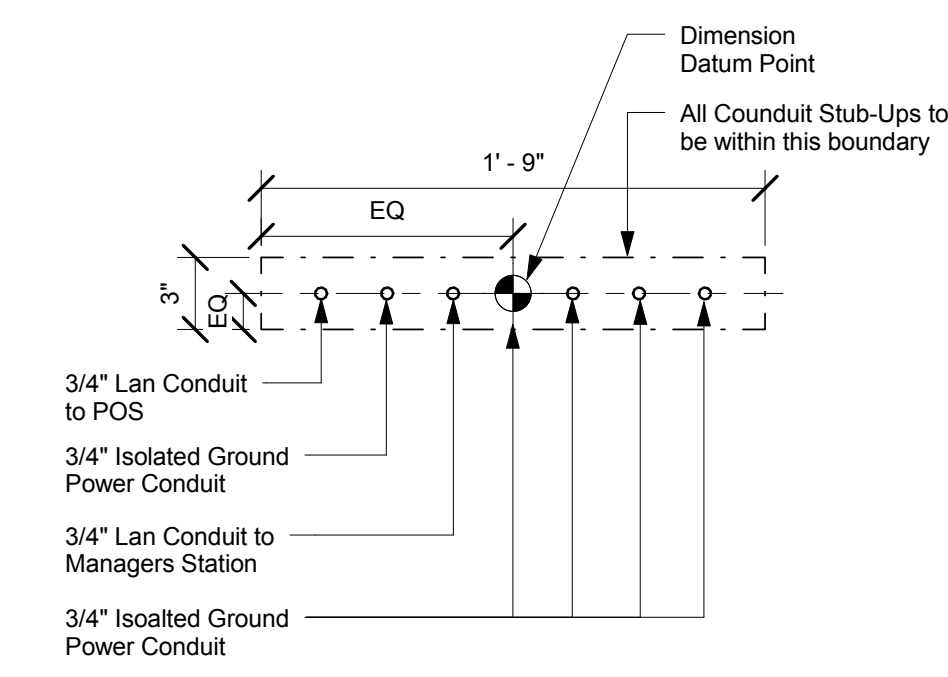 Dimension
Datum Point
All Counduit Stub-Ups to
be within this boundary
1' - 9"
EQ
3"
EQ
3/4" Lan Conduit
to POS
3/4" Isolated Ground
Power Conduit
3/4" Lan Conduit to
Managers Station
3/4" Isoalted Ground
Power Conduit